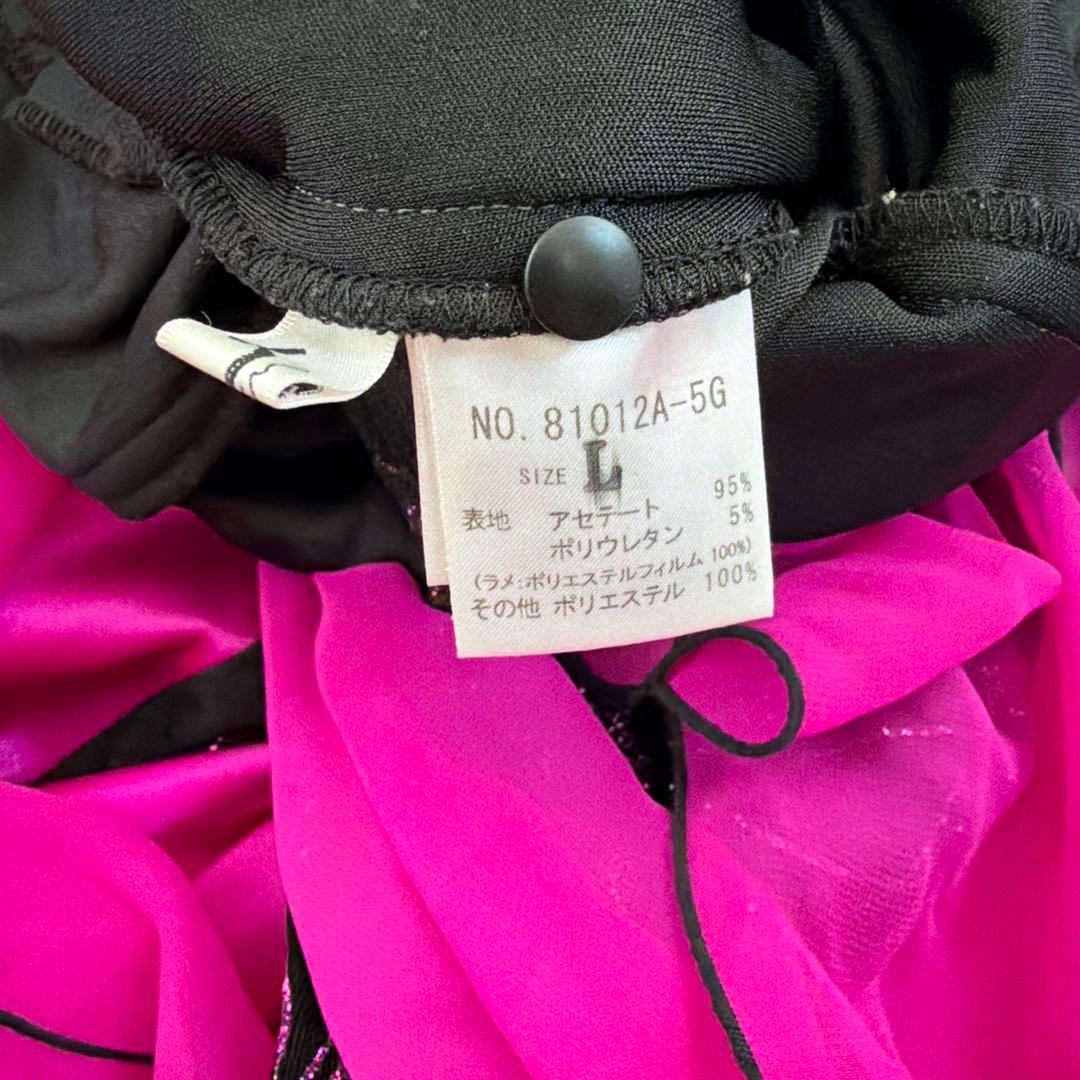 NO. 81012A-5G
SIZE L
表地 アセテート 95%
ポリウレタン 5%
(ラメ:ポリエステルフィルム 100%)
その他 ポリエステル 100%